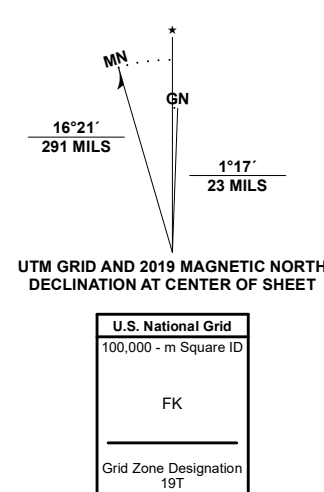 ★
MN
GN
16°21´
291 MILS
1°17´
23 MILS
UTM GRID AND 2019 MAGNETIC NORTH
DECLINATION AT CENTER OF SHEET
U.S. National Grid
100,000 - m Square ID
FK
Grid Zone Designation
19T